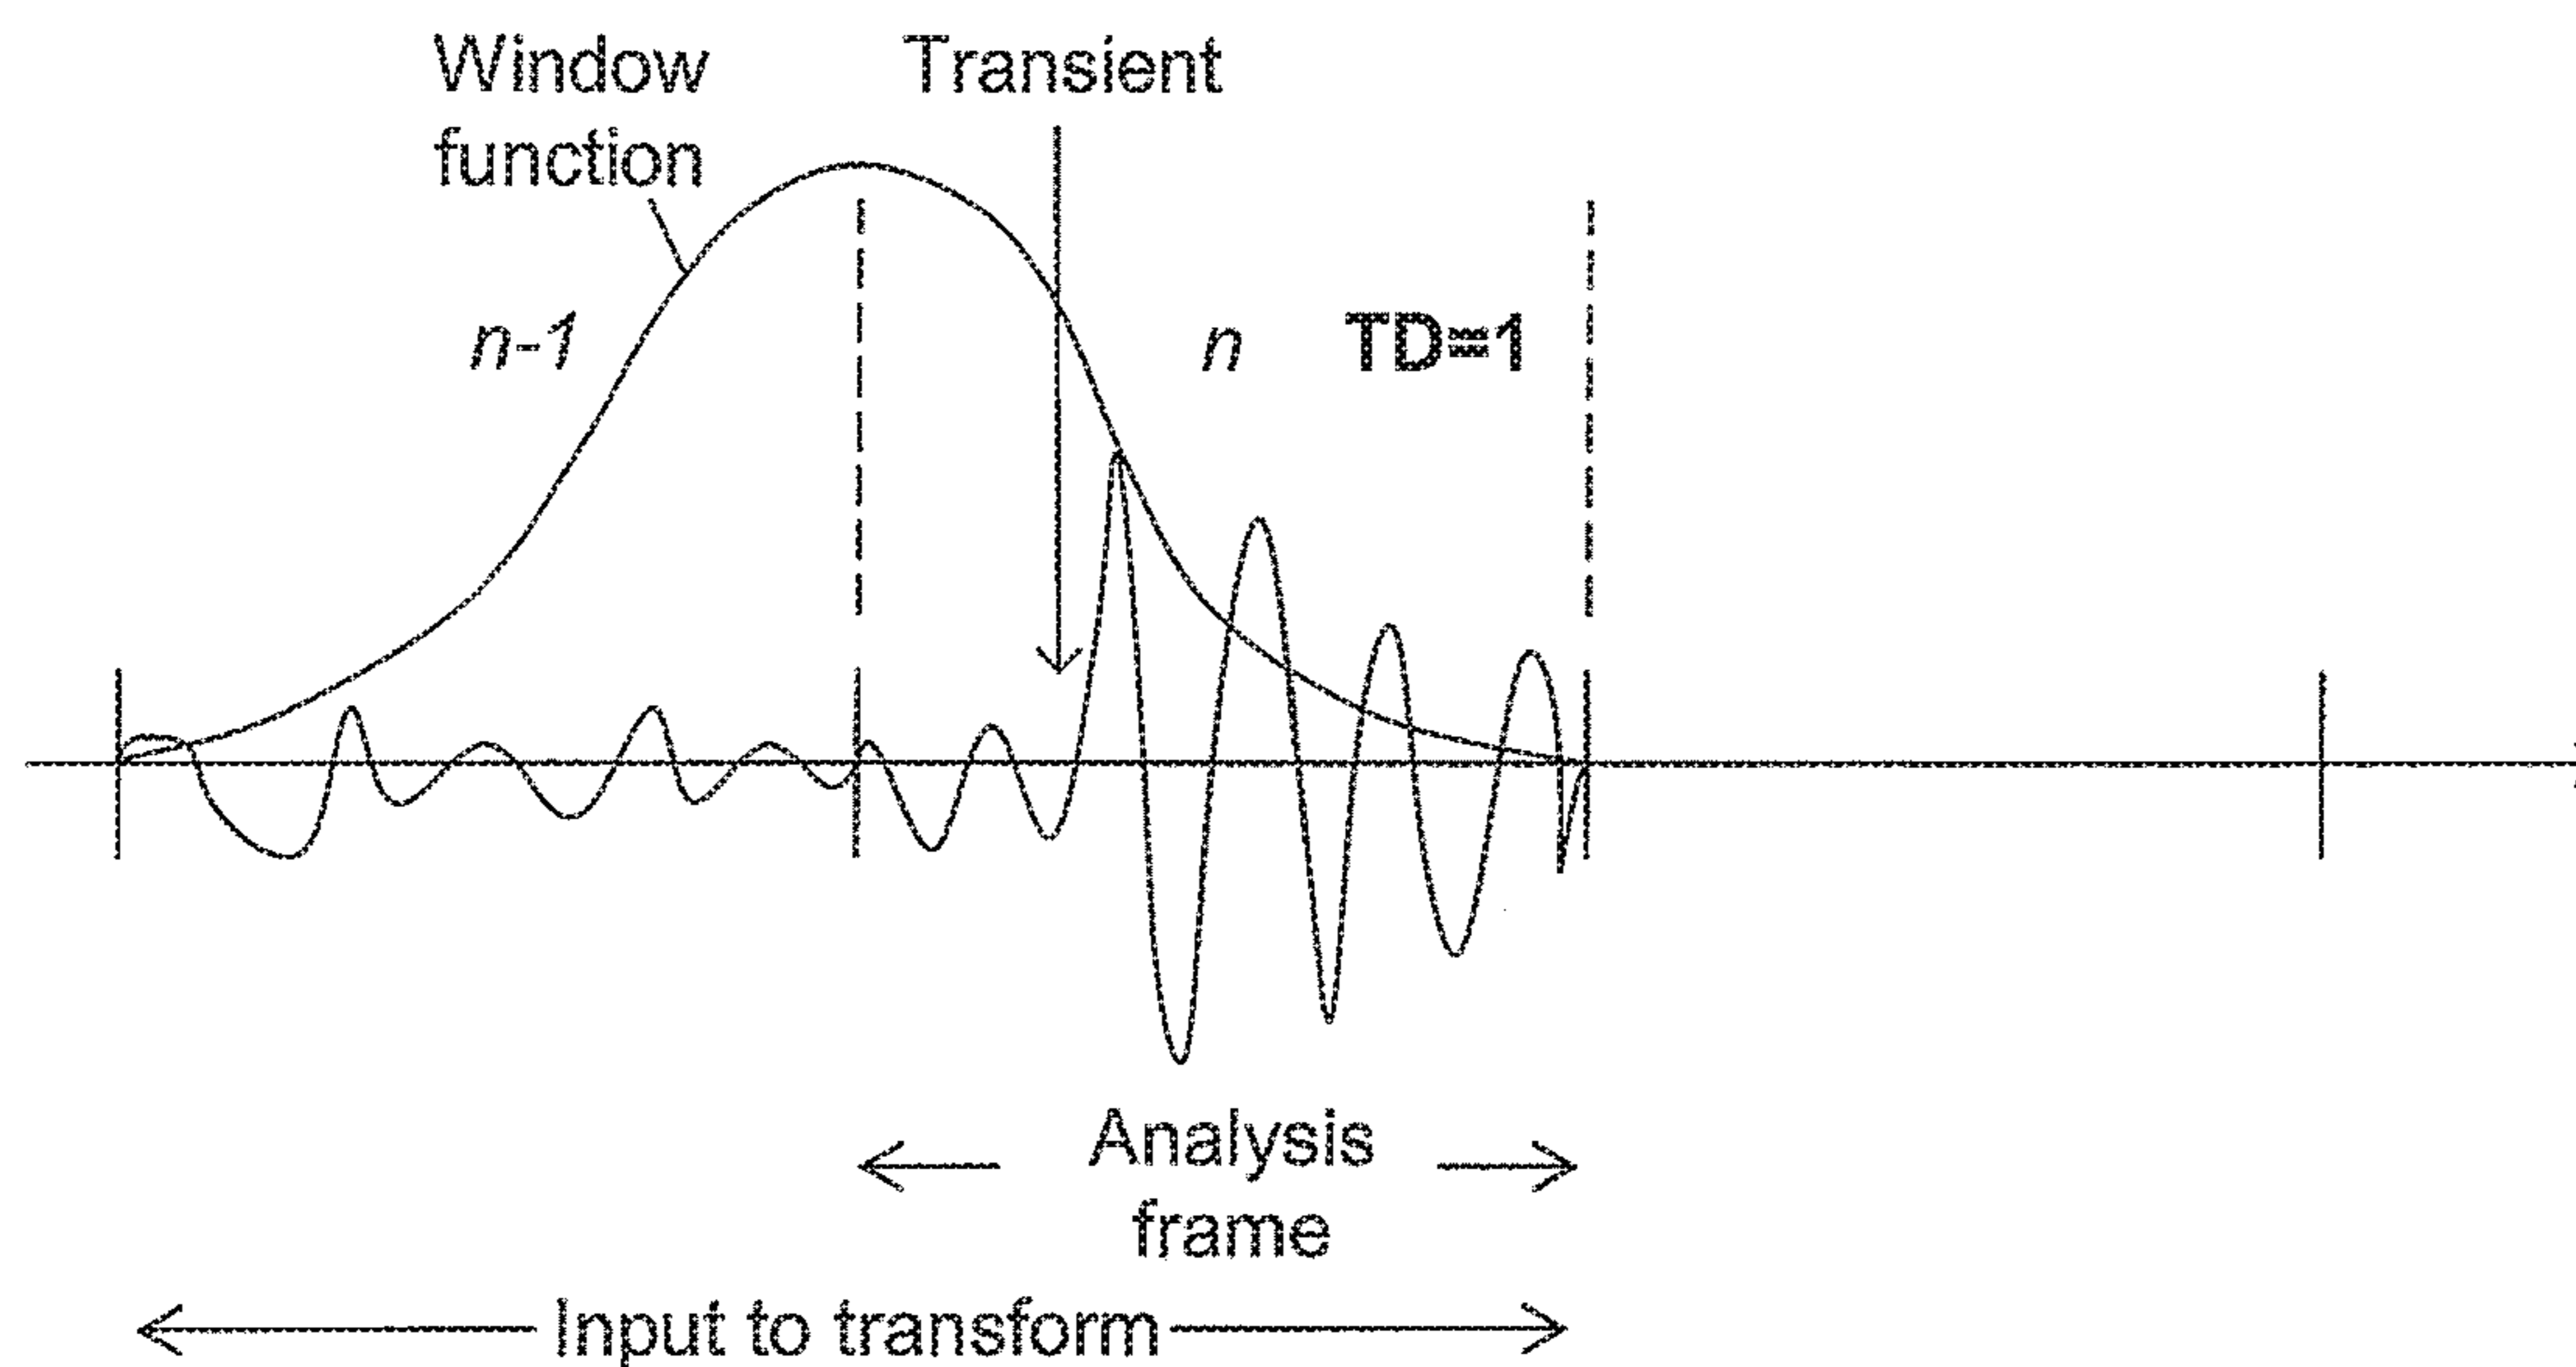 Window
function
Transient
n-1
n
TD=1
Analysis
frame
Input to transform